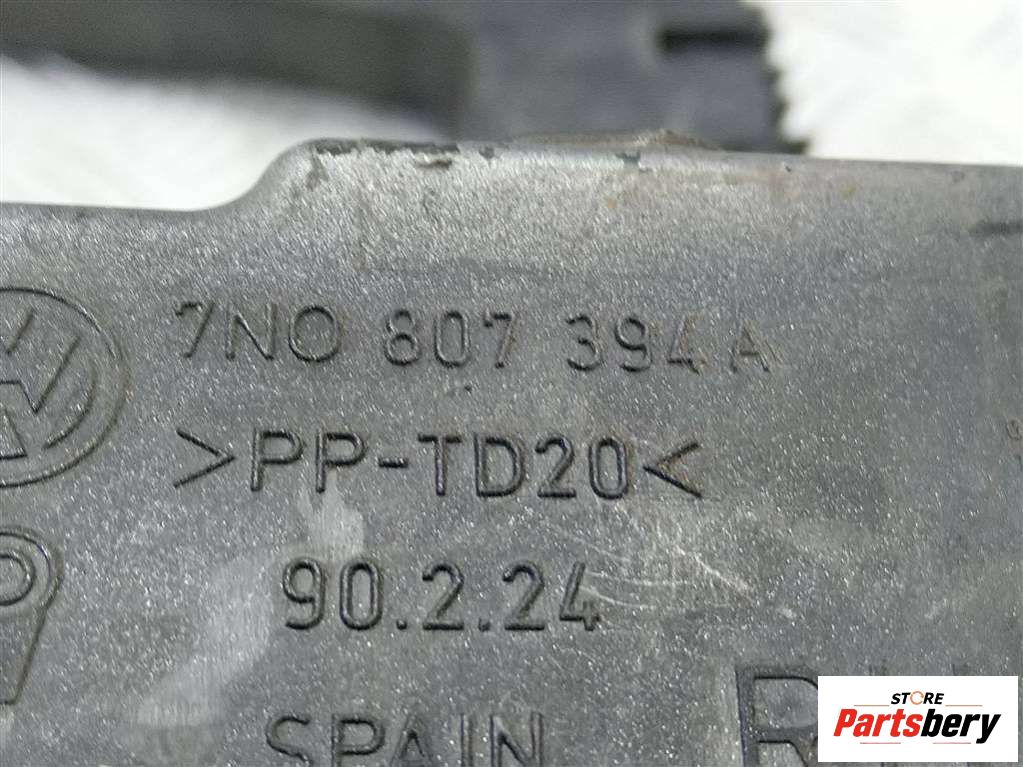 7N0 807 394 A
>PP-TD20<
90.2.24
SPAIN
STORE
Partsbery